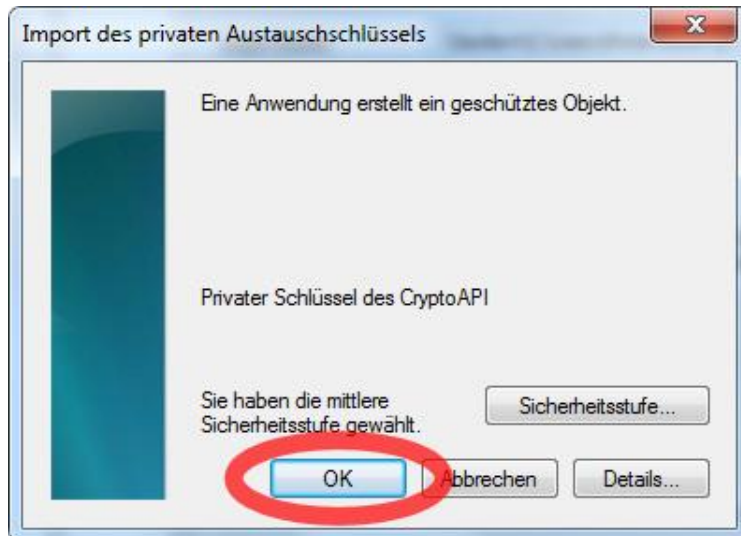 Import des privaten Austauschschlüssels
Eine Anwendung erstellt ein geschütztes Objekt.
Privater Schlüssel des CryptoAPI
Sie haben die mittlere
Sicherheitsstufe gewählt.
Sicherheitsstufe...
OK
Abbrechen
Details...